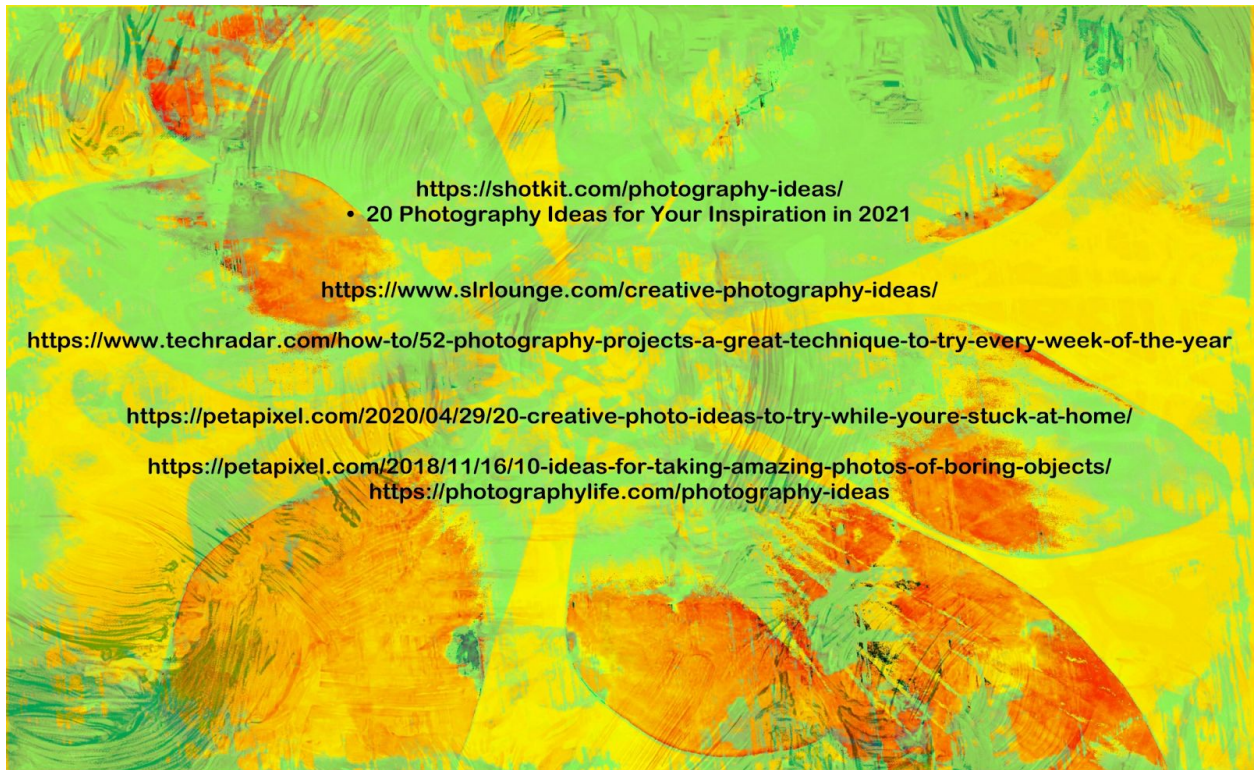 https://shotkit.com/photography-ideas/
• 20 Photography Ideas for Your Inspiration in 2021
https://www.slrlounge.com/creative-photography-ideas/
https://www.techradar.com/how-to/52-photography-projects-a-great-technique-to-try-every-week-of-the-year
https://petapixel.com/2020/04/29/20-creative-photo-ideas-to-try-while-youre-stuck-at-home/
https://petapixel.com/2018/11/16/10-ideas-for-taking-amazing-photos-of-boring-objects/
https://photographylife.com/photography-ideas